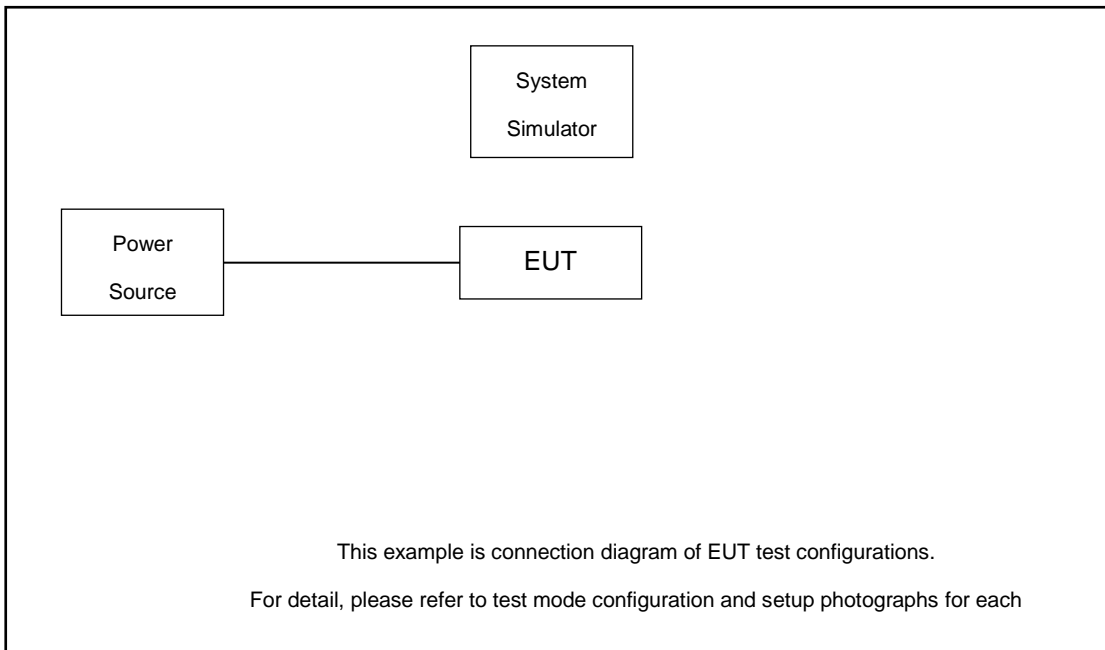 System
Simulator
Power
Source
EUT
This example is connection diagram of EUT test configurations.
For detail, please refer to test mode configuration and setup photographs for each